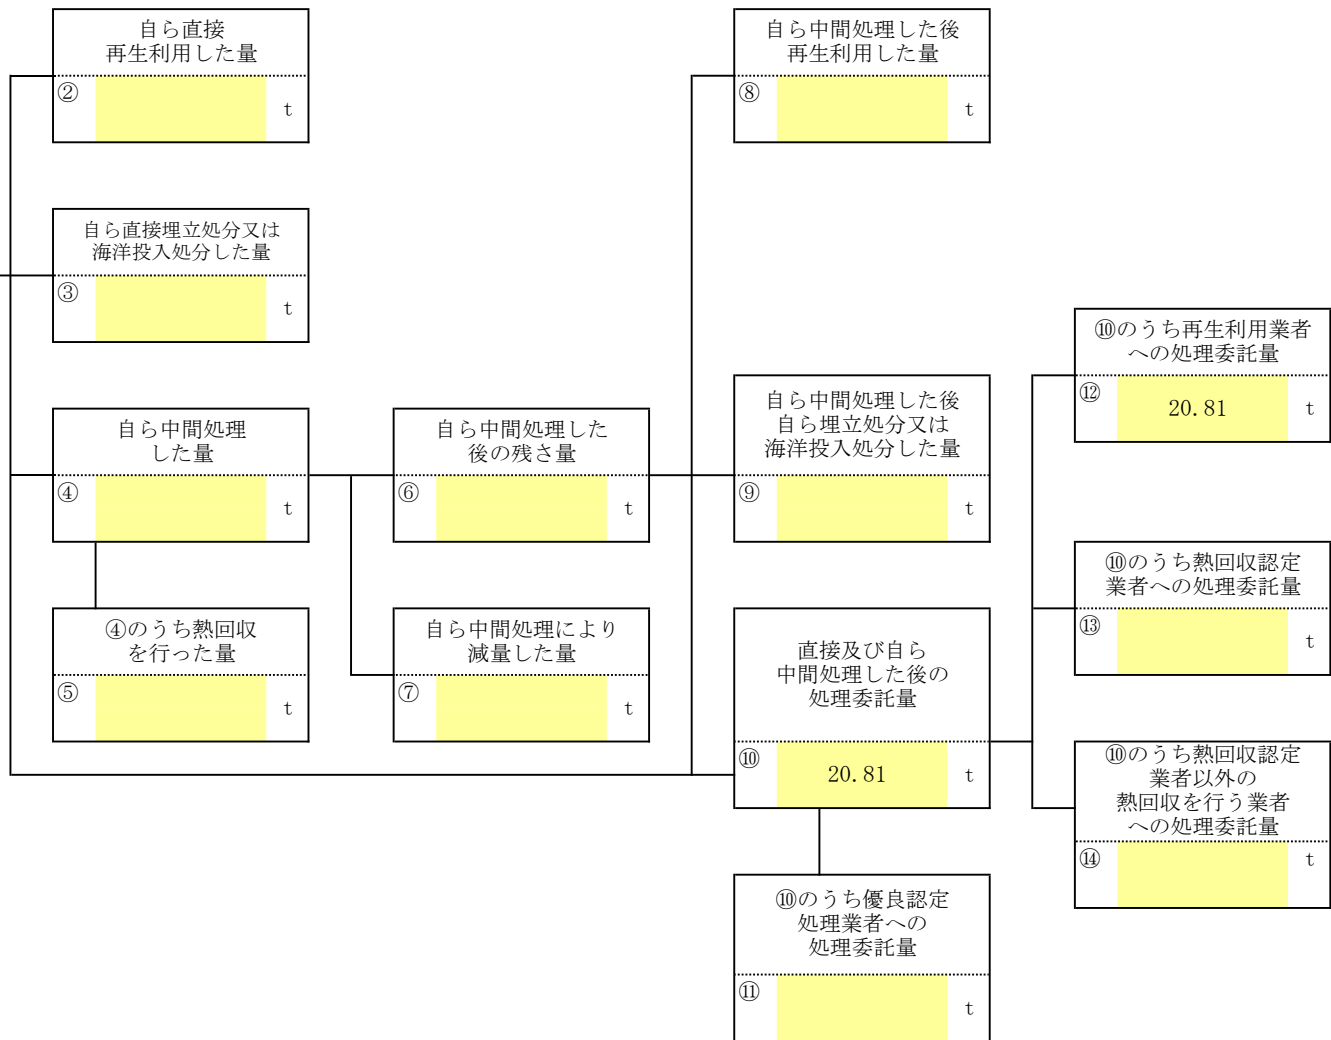 自ら直接
再生利用した量
②
t
自ら中間処理した後
再生利用した量
⑧
t
自ら直接埋立処分又は
海洋投入処分した量
③
t
⑩のうち再生利用業者
への処理委託量
⑫
20.81
t
自ら中間処理
した量
④
t
自ら中間処理した
後の残さ量
⑥
t
自ら中間処理した後
自ら埋立処分又は
海洋投入処分した量
⑨
t
⑩のうち熱回収認定
業者への処理委託量
⑬
t
④のうち熱回収
を行った量
⑤
t
自ら中間処理により
減量した量
⑦
t
直接及び自ら
中間処理した後の
処理委託量
⑩
20.81
t
⑩のうち熱回収認定
業者以外の
熱回収を行う業者
への処理委託量
⑭
t
⑩のうち優良認定
処理業者への
処理委託量
⑪
t